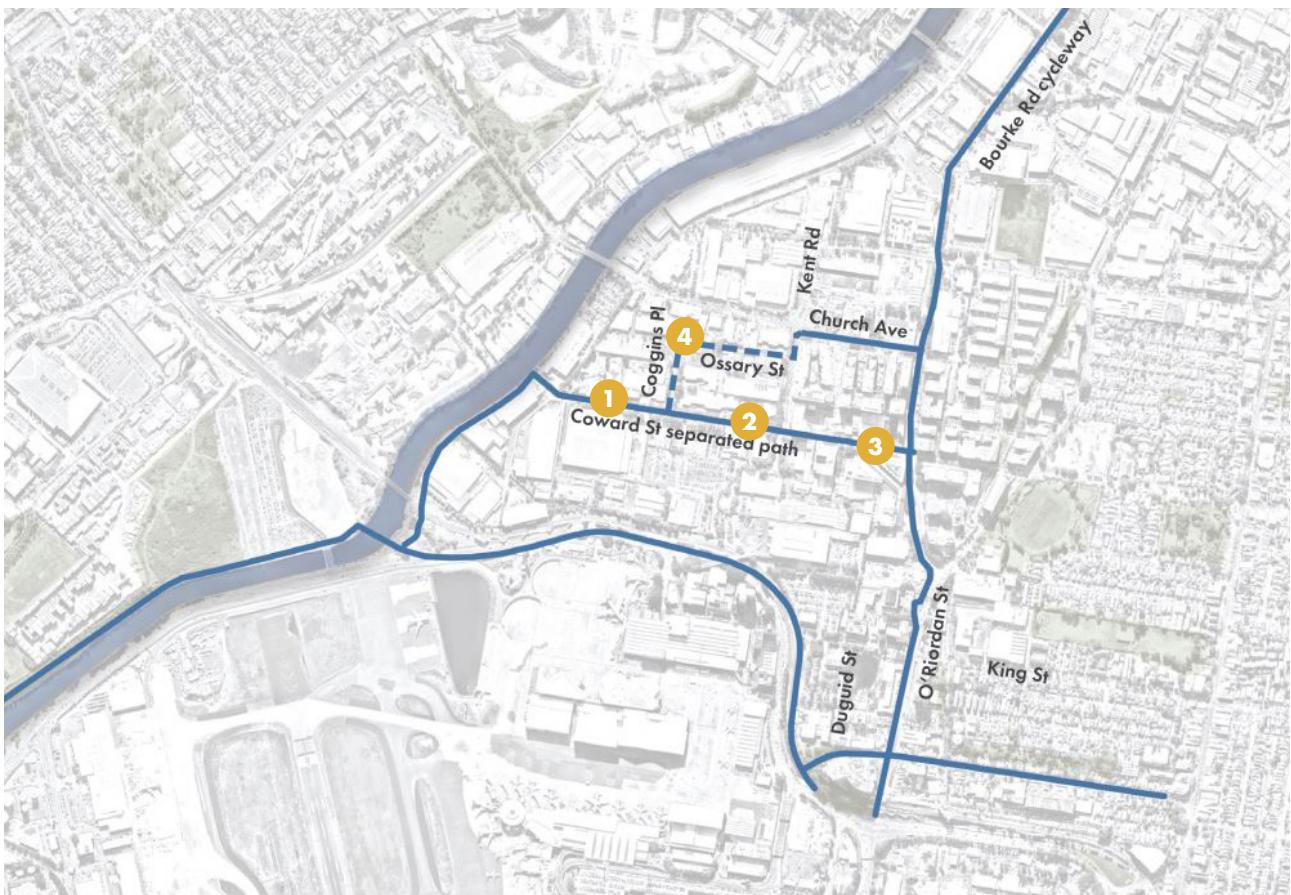 Bourke Rd cycleway
Kent Rd
Church Ave
Coggins Pl
4
Ossary St
1
2
Coward St separated path
3
O'Riordan St
Duguid St
King St